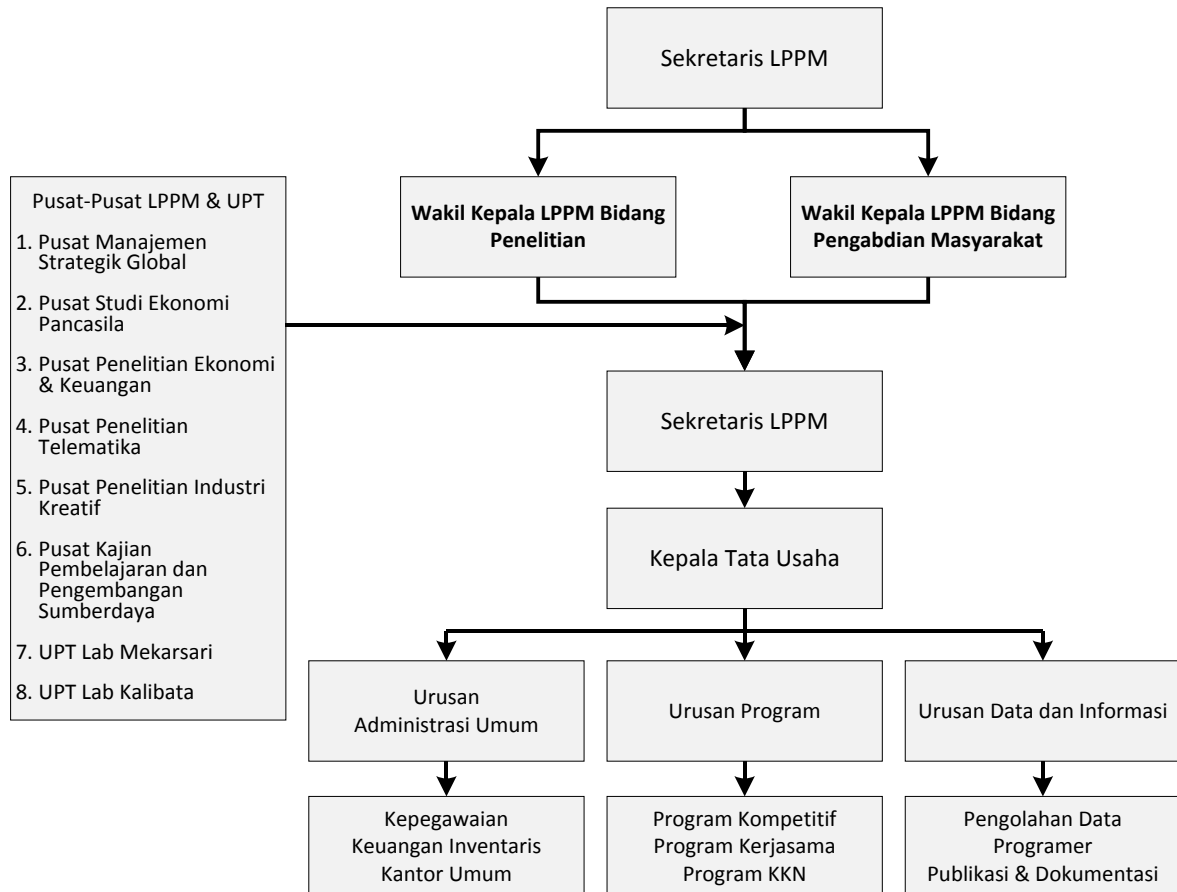 Sekretaris LPPM
Wakil Kepala LPPM Bidang
Penelitian
Wakil Kepala LPPM Bidang
Pengabdian Masyarakat
Pusat-Pusat LPPM & UPT
1. Pusat Manajemen
Strategik Global
2. Pusat Studi Ekonomi
Pancasila
3. Pusat Penelitian Ekonomi
& Keuangan
4. Pusat Penelitian
Telematika
5. Pusat Penelitian Industri
Kreatif
6. Pusat Kajian
Pembelajaran dan
Pengembangan
Sumberdaya
7. UPT Lab Mekarsari
8. UPT Lab Kalibata
Sekretaris LPPM
Kepala Tata Usaha
Urusan
Administrasi Umum
Urusan Program
Urusan Data dan Informasi
Kepegawaian
Keuangan Inventaris
Kantor Umum
Program Kompetitif
Program Kerjasama
Program KKN
Pengolahan Data
Programer
Publikasi & Dokumentasi